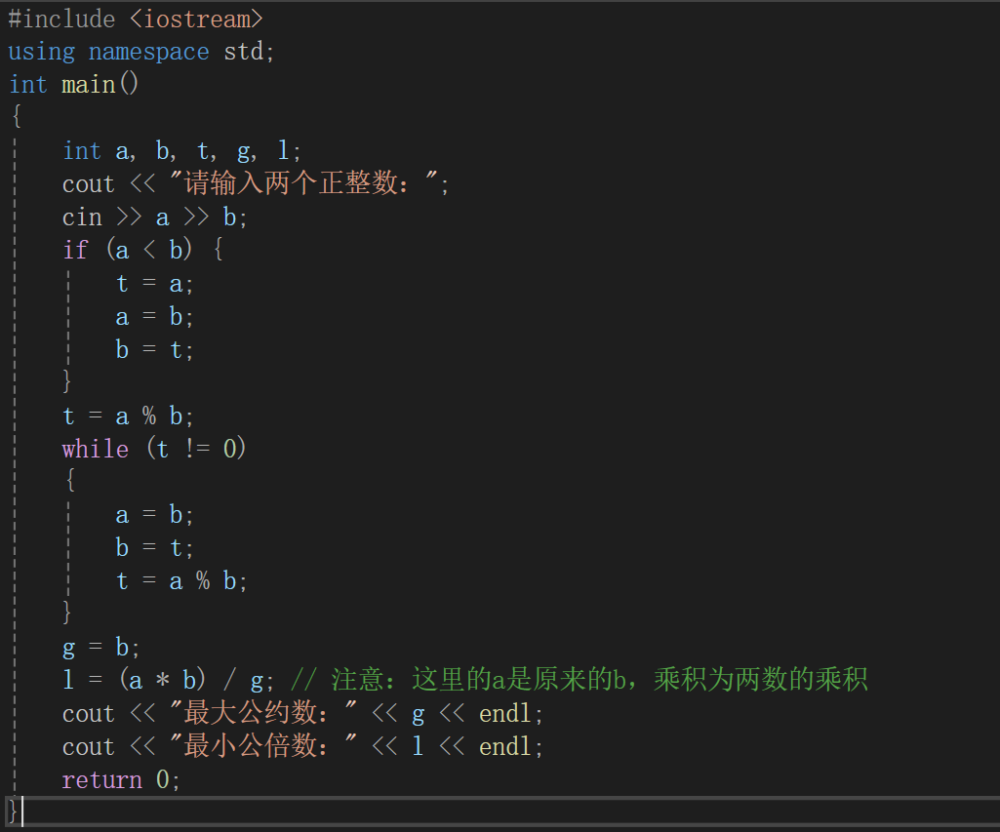 #include <iostream>
using namespace std;
int main()
{
    int a, b, t, g, l;
    cout << "请输入两个正整数：";
    cin >> a >> b;
    if (a < b) {
        t = a;
        a = b;
        b = t;
    }
    t = a % b;
    while (t != 0)
    {
        a = b;
        b = t;
        t = a % b;
    }
    g = b;
    l = (a * b) / g; // 注意：这里的a是原来的b，乘积为两数的乘积
    cout << "最大公约数：" << g << endl;
    cout << "最小公倍数：" << l << endl;
    return 0;
}